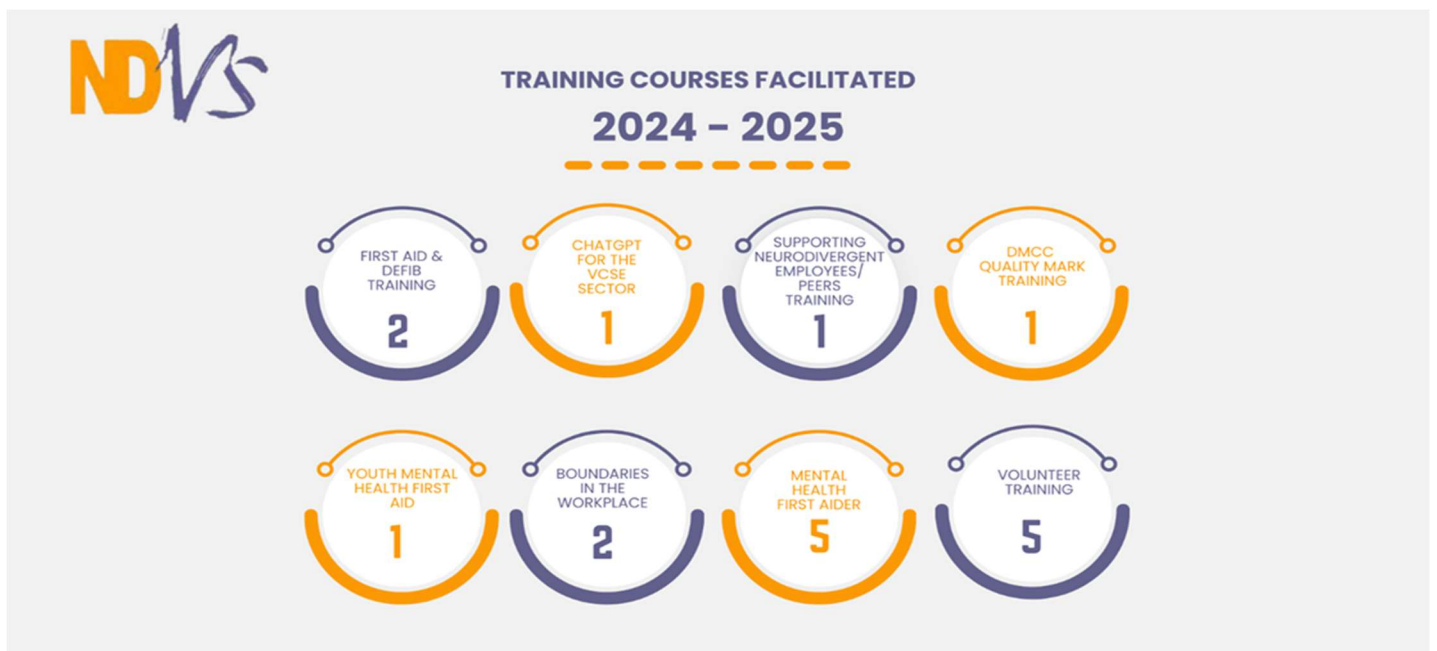 NDVS
TRAINING COURSES FACILITATED
2024 - 2025
FIRST AID &
DEFIB
TRAINING
2
CHATGPT
FOR THE
VCSE
SECTOR
1
SUPPORTING
NEURODIVERGENT
EMPLOYEES/
PEERS
TRAINING
1
DMCC
QUALITY MARK
TRAINING
1
YOUTH MENTAL
HEALTH FIRST
AID
1
BOUNDARIES
IN THE
WORKPLACE
2
MENTAL
HEALTH
FIRST AIDER
5
VOLUNTEER
TRAINING
5